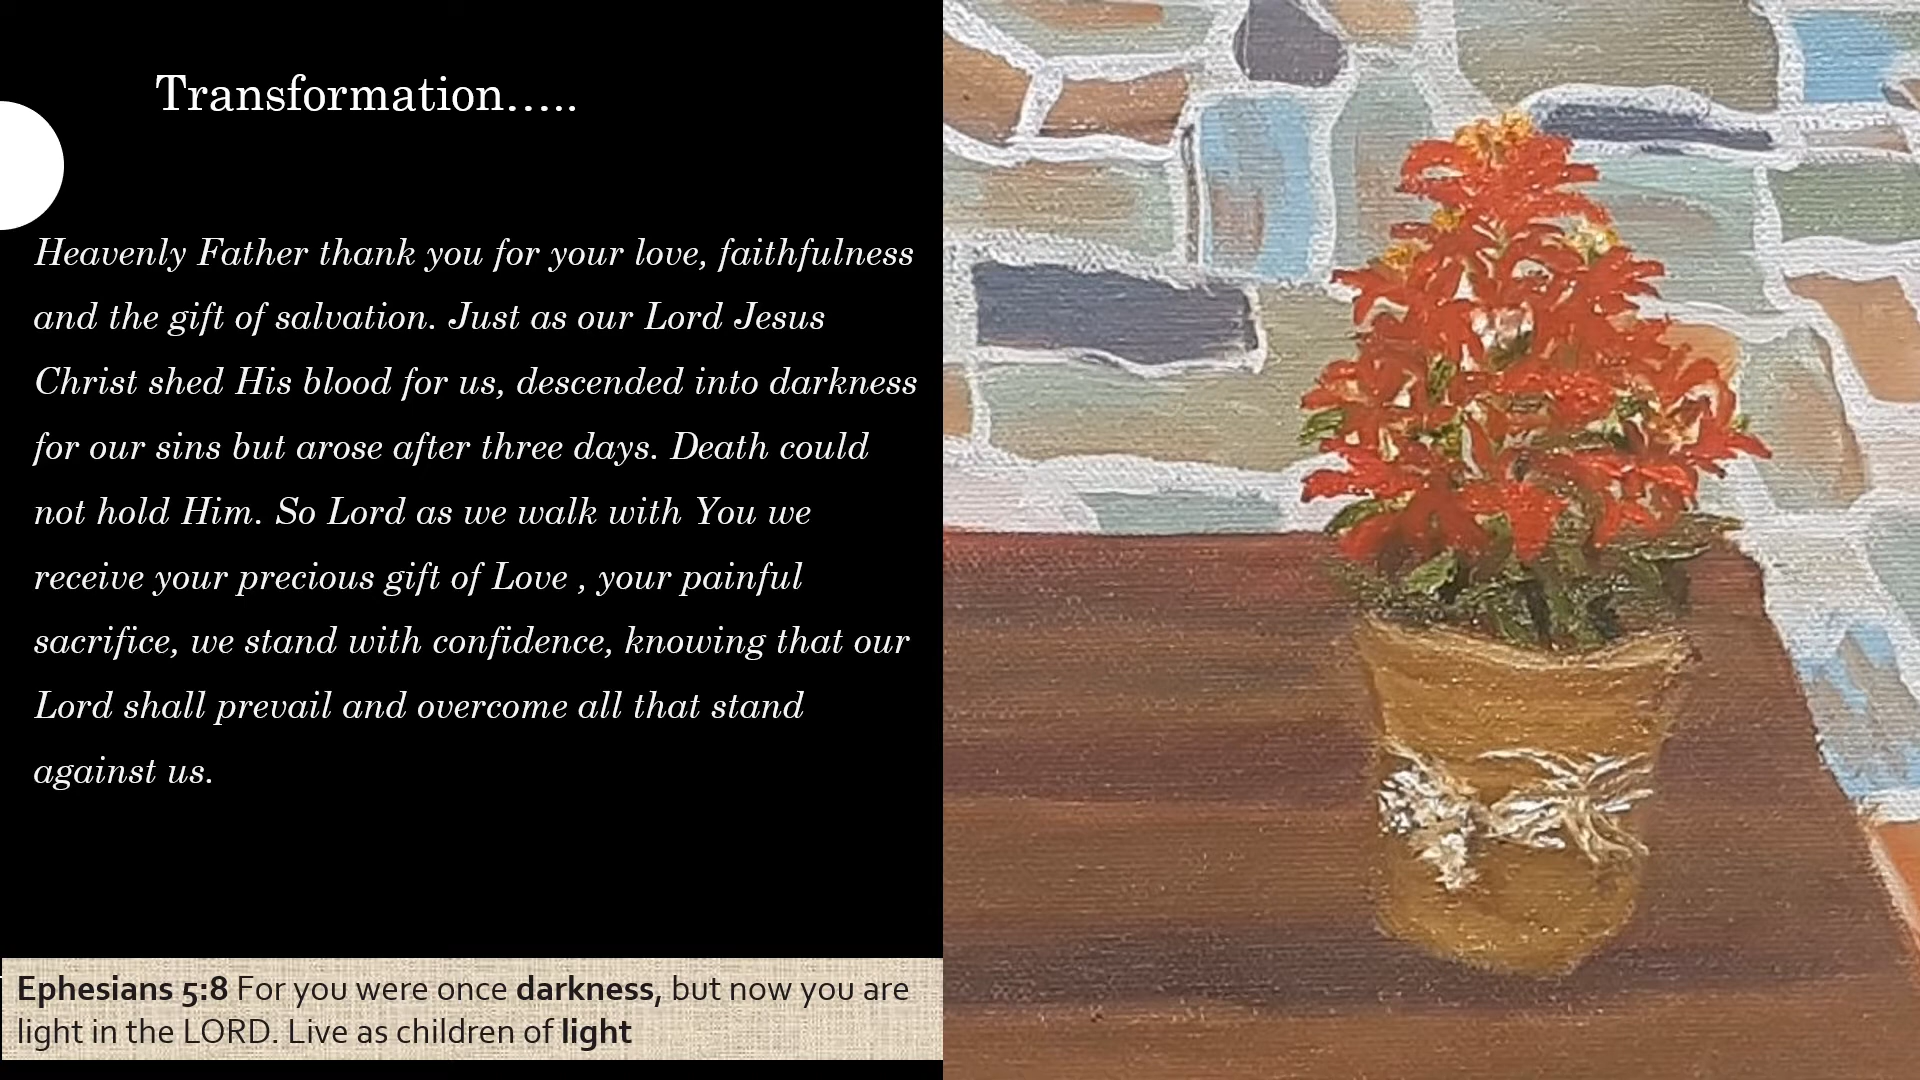 Transformation.....
Heavenly Father thank you for your love, faithfulness
and the gift of salvation. Just as our Lord Jesus
Christ shed His blood for us, descended into darkness
for our sins but arose after three days. Death could
not hold Him. So Lord as we walk with You we
receive your precious gift of Love , your painful
sacrifice, we stand with confidence, knowing that our
Lord shall prevail and overcome all that stand
against us.
Ephesians 5:8 For you were once darkness, but now you are
light in the LORD. Live as children of light